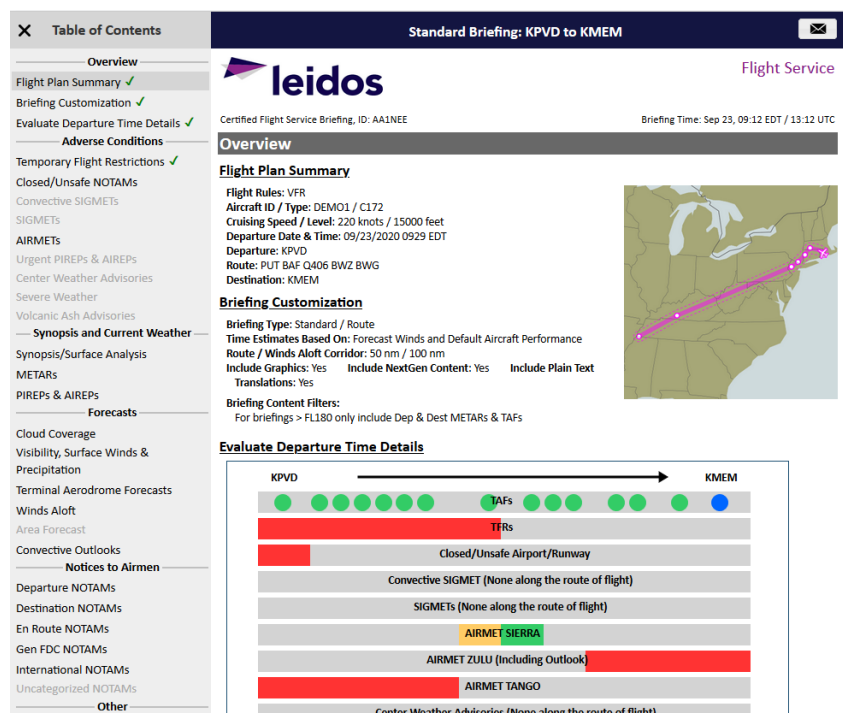 Table of Contents
Overview
Flight Plan Summary ✓
Briefing Customization ✓
Evaluate Departure Time Details ✓
Adverse Conditions
Temporary Flight Restrictions ✓
Closed/Unsafe NOTAMs
Convective SIGMETs
SIGMETs
AIRMETs
Urgent PIREPs & AIREPs
Center Weather Advisories
Severe Weather
Volcanic Ash Advisories
Synopsis and Current Weather
Synopsis/Surface Analysis
METARs
PIREPs & AIREPs
Forecasts
Cloud Coverage
Visibility, Surface Winds &
Precipitation
Terminal Aerodrome Forecasts
Winds Aloft
Area Forecast
Convective Outlooks
Notices to Airmen
Departure NOTAMs
Destination NOTAMs
En Route NOTAMs
Gen FDC NOTAMs
International NOTAMs
Uncategorized NOTAMs
Other
Standard Briefing: KPVD to KMEM
leidos
Flight Service
Certified Flight Service Briefing, ID: AA1NEE
Briefing Time: Sep 23, 09:12 EDT / 13:12 UTC
Overview
Flight Plan Summary
Flight Rules: VFR
Aircraft ID / Type: DEMO1 / C172
Cruising Speed / Level: 220 knots / 15000 feet
Departure Date & Time: 09/23/2020 0929 EDT
Departure: KPVD
Route: PUT BAF Q406 BWZ BWG
Destination: KMEM
Briefing Customization
Briefing Type: Standard / Route
Time Estimates Based On: Forecast Winds and Default Aircraft Performance
Route / Winds Aloft Corridor: 50 nm / 100 nm
Include Graphics: Yes Include NextGen Content: Yes Include Plain Text
Translations: Yes
Briefing Content Filters:
For briefings > FL180 only include Dep & Dest METARs & TAFs
Evaluate Departure Time Details
KPVD KMEM
TAFs
TFRs
Closed/Unsafe Airport/Runway
Convective SIGMET (None along the route of flight)
SIGMETs (None along the route of flight)
AIRMET SIERRA
AIRMET ZULU (Including Outlook)
AIRMET TANGO
Center Weather Advisories (None along the route of flight)